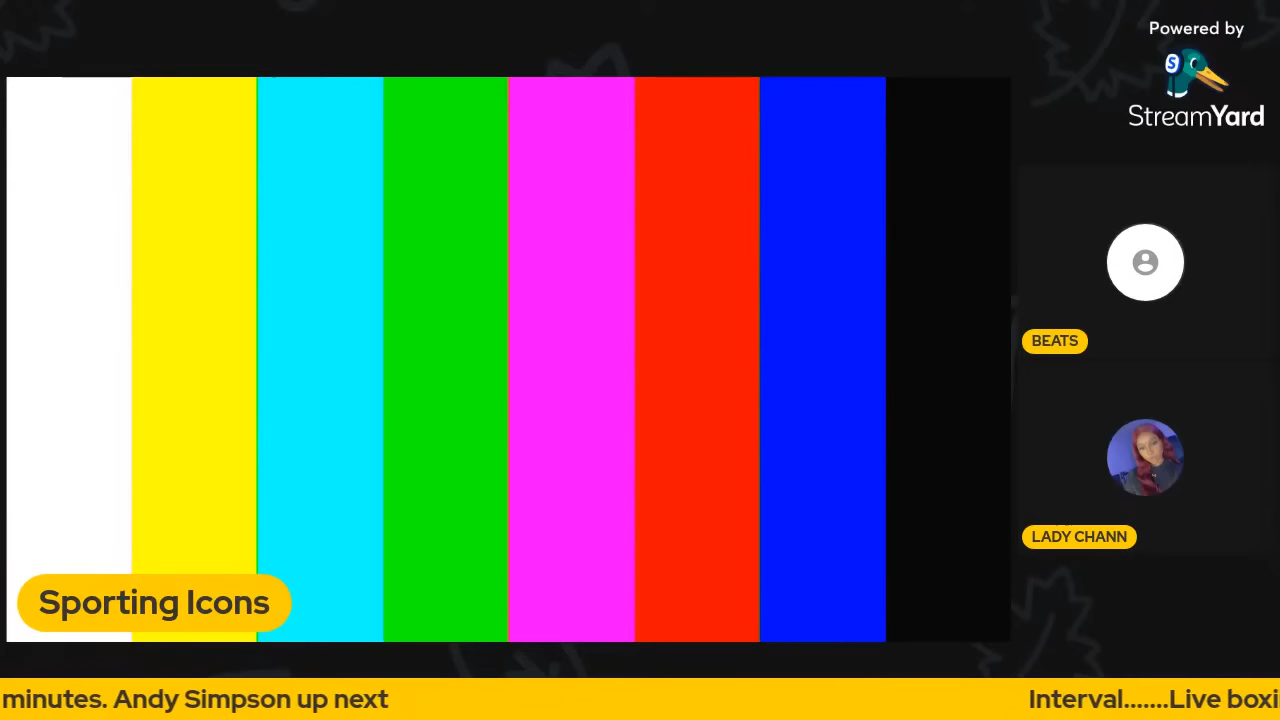 Powered by
StreamYard
BEATS
LADY CHANN
Sporting Icons
minutes. Andy Simpson up next
Interval.......Live boxi